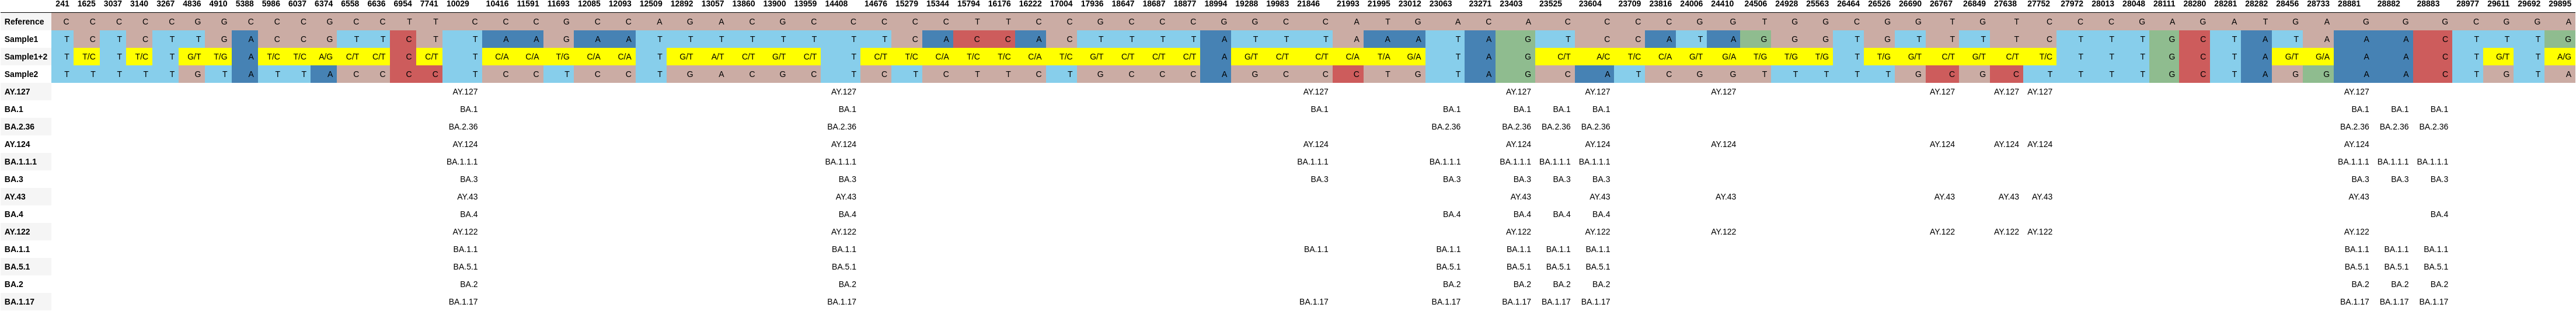 241 1625 3037 3140 3267 4836 4910 5388 5986 6037 6374 6558 6636 6954 7741 10029 10416 11591 11693 12085 12093 12509 12892 13057 13860 13900 13959 14408 14676 15279 15344 15794 16176 16222 17004 17936 18647 18687 18877 18994 19288 19983 21846 21993 21995 23012 23063 23271 23403 23525 23604 23709 23816 24006 24410 24506 24928 25563 26464 26526 26690 26767 26849 27638 27752 27972 28013 28048 28111 28280 28281 28282 28456 28733 28881 28882 28883 28977 29611 29692 29895
Reference C C C C C G G C C C G C C T T C C C G C C A G A C G C C C C C T T C C G C C C G G C C A T G A C A C C C C G G T G G C G G T G T C C C G A G A T G A G G G C G G A
Sample1 T C T C T T G A C C G T T C T T A A G A A T T T T T T T T C A C C A C T T T T A T T T A A A T A G T C C A T A G G G T G T T T T C T T T G C T A T A A A C T T T G
Sample1+2 T T/C T T/C T G/T T/G A T/C T/C A/G C/T C/T C C/T T C/A C/A T/G C/A C/A T G/T A/T C/T G/T C/T T C/T T/C C/A T/C T/C C/A T/C G/T C/T C/T C/T A G/T C/T C/T C/A T/A G/A T A G C/T A/C T/C C/A G/T G/A T/G T/G T/G T T/G G/T C/T G/T C/T T/C T T T G C T A G/T G/A A A C T G/T T A/G
Sample2 T T T T T G T A T T A C C C C T C C T C C T G A C G C T C T C T T C T G C C C A G C C C T G T A G C A T C G G T T T T T G C G C T T T T G C T A G G A A C T G T A
AY.127 AY.127 AY.127 AY.127 AY.127 AY.127 AY.127 AY.127 AY.127 AY.127 AY.127
BA.1 BA.1 BA.1 BA.1 BA.1 BA.1 BA.1 BA.1 BA.1 BA.1 BA.1
BA.2.36 BA.2.36 BA.2.36 BA.2.36 BA.2.36 BA.2.36 BA.2.36 BA.2.36 BA.2.36 BA.2.36
AY.124 AY.124 AY.124 AY.124 AY.124 AY.124 AY.124 AY.124 AY.124 AY.124 AY.124
BA.1.1.1 BA.1.1.1 BA.1.1.1 BA.1.1.1 BA.1.1.1 BA.1.1.1 BA.1.1.1 BA.1.1.1 BA.1.1.1 BA.1.1.1 BA.1.1.1
BA.3 BA.3 BA.3 BA.3 BA.3 BA.3 BA.3 BA.3 BA.3 BA.3 BA.3
AY.43 AY.43 AY.43 AY.43 AY.43 AY.43 AY.43 AY.43 AY.43 AY.43
BA.4 BA.4 BA.4 BA.4 BA.4 BA.4 BA.4 BA.4
AY.122 AY.122 AY.122 AY.122 AY.122 AY.122 AY.122 AY.122 AY.122 AY.122
BA.1.1 BA.1.1 BA.1.1 BA.1.1 BA.1.1 BA.1.1 BA.1.1 BA.1.1 BA.1.1 BA.1.1 BA.1.1
BA.5.1 BA.5.1 BA.5.1 BA.5.1 BA.5.1 BA.5.1 BA.5.1 BA.5.1 BA.5.1 BA.5.1
BA.2 BA.2 BA.2 BA.2 BA.2 BA.2 BA.2 BA.2 BA.2 BA.2
BA.1.17 BA.1.17 BA.1.17 BA.1.17 BA.1.17 BA.1.17 BA.1.17 BA.1.17 BA.1.17 BA.1.17 BA.1.17